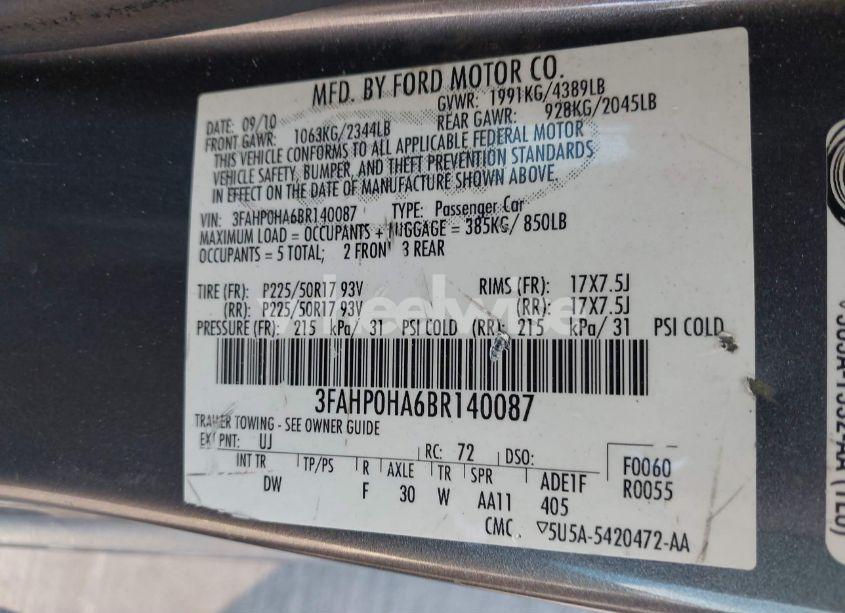 MFD. BY FORD MOTOR CO.
DATE: 09/10 GVWR: 1991KG/4389LB
FRONT GAWR: 1063KG/2344LB REAR GAWR: 928KG/2045LB
THIS VEHICLE CONFORMS TO ALL APPLICABLE FEDERAL MOTOR
VEHICLE SAFETY, BUMPER, AND THEFT PREVENTION STANDARDS
IN EFFECT ON THE DATE OF MANUFACTURE SHOWN ABOVE.
VIN: 3FAHP0HA6BR140087 TYPE: Passenger Car
MAXIMUM LOAD = OCCUPANTS + LUGGAGE = 385KG/ 850LB
OCCUPANTS = 5 TOTAL; 2 FRONT 3 REAR
TIRE (FR): P225/50R17 93V RIMS (FR): 17X7.5J
(RR): P225/50R17 93V (RR): 17X7.5J
PRESSURE (FR): 215 kPa/ 31 PSI COLD (RR): 215 kPa/ 31 PSI COLD
3FAHP0HA6BR140087
TRAILER TOWING - SEE OWNER GUIDE
EXT PNT: UJ RC: 72 DSO:
INT TR TP/PS R AXLE TR SPR ADE1F F0060
DW F 30 W AA11 405 R0055
CMC ▽5U5A-5420472-AA